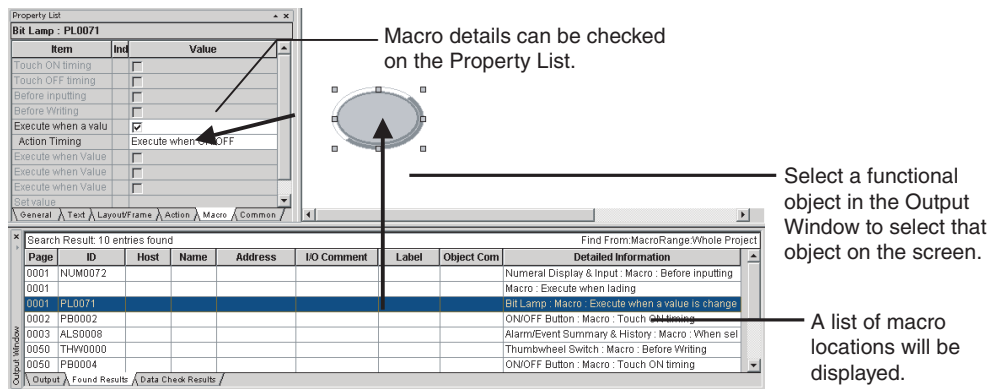 Property List
Bit Lamp : PL0071
Item Ind Value
Touch ON timing
Touch OFF timing
Before inputting
Before Writing
Execute when a valu
Action Timing Execute when ON/OFF
Execute when Value
Execute when Value
Execute when Value
Set value
General Text Layout/Frame Action Macro Common
Macro details can be checked
on the Property List.
Select a functional
object in the Output
Window to select that
object on the screen.
Search Result: 10 entries found Find From:MacroRange:Whole Project
Page ID Host Name Address I/O Comment Label Object Com Detailed Information
0001 NUM0072 Numeral Display & Input : Macro : Before inputting
0001 Macro : Execute when lading
0001 PL0071 Bit Lamp : Macro : Execute when a value is change
0002 PB0002 ON/OFF Button : Macro : Touch ON timing
0003 ALS0008 Alarm/Event Summary & History : Macro : When sel
0050 THW0000 Thumbwheel Switch : Macro : Before Writing
0050 PB0004 ON/OFF Button : Macro : Touch ON timing
Output Window
Output Found Results Data Check Results
A list of macro
locations will be
displayed.